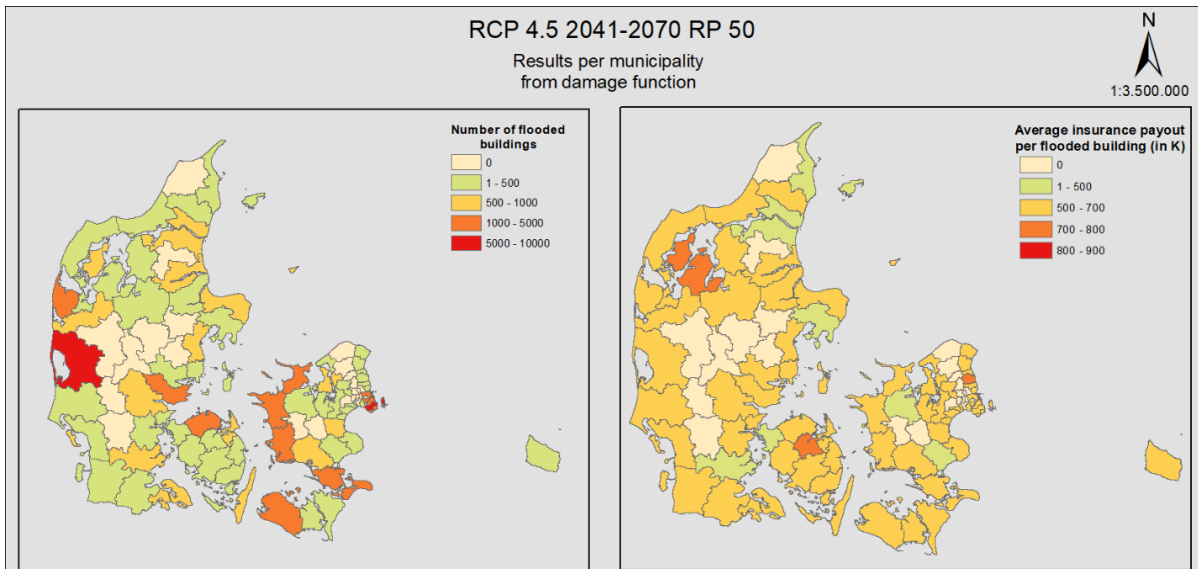 RCP 4.5 2041-2070 RP 50
Results per municipality
from damage function
N
1:3.500.000
Number of flooded
buildings
0
1 - 500
500 - 1000
1000 - 5000
5000 - 10000
Average insurance payout
per flooded building (in K)
0
1 - 500
500 - 700
700 - 800
800 - 900